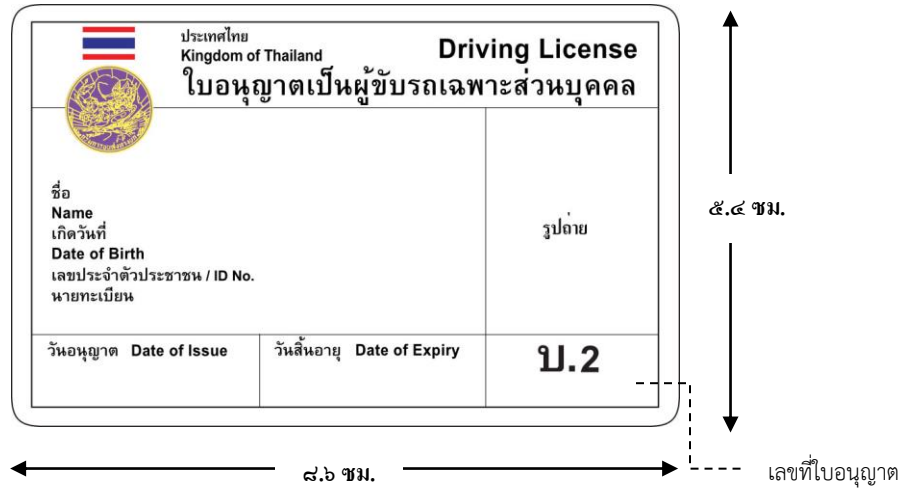 ประเทศไทย
Kingdom of Thailand
Driving License
ใบอนุญาตเป็นผู้ขับรถเฉพาะส่วนบุคคล
ชื่อ
Name
เกิดวันที่
Date of Birth
เลขประจำตัวประชาชน / ID No.
นายทะเบียน
รูปถ่าย
๕.๔ ซม.
วันอนุญาต Date of Issue
วันสิ้นอายุ Date of Expiry
บ.2
๘.๖ ซม.
เลขที่ใบอนุญาต